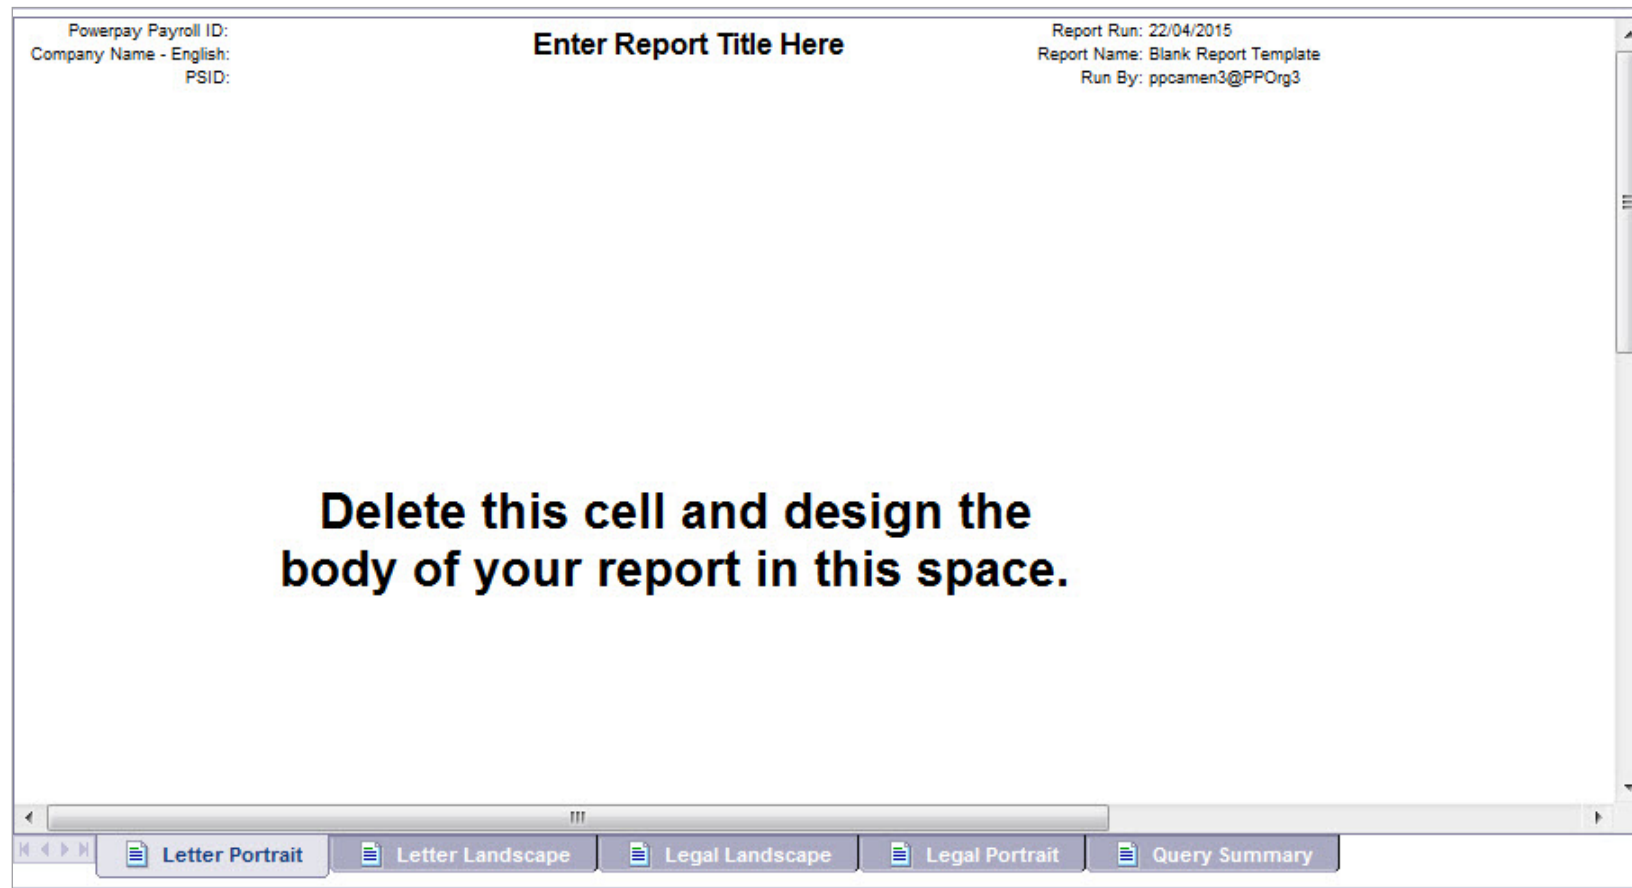 Powerpay Payroll ID:
Company Name - English:
PSID:
Enter Report Title Here
Report Run: 22/04/2015
Report Name: Blank Report Template
Run By: ppcamen3@PPOrg3
Delete this cell and design the
body of your report in this space.
Letter Portrait
Letter Landscape
Legal Landscape
Legal Portrait
Query Summary